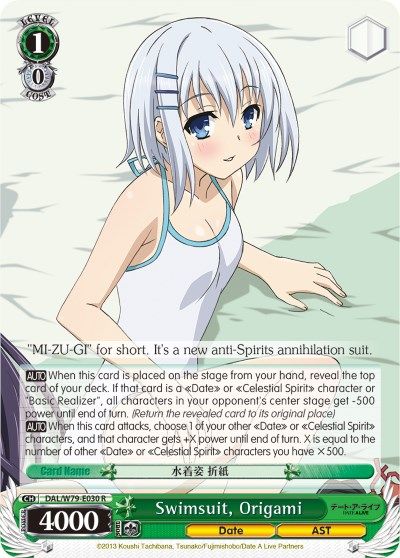 LEVEL
1
0
COST
"MI-ZU-GI" for short. It's a new anti-Spirits annihilation suit.
AUTO When this card is placed on the stage from your hand, reveal the top
card of your deck. If that card is a «Date» or «Celestial Spirit» character or
"Basic Realizer", all characters in your opponent's center stage get -500
power until end of turn. (Return the revealed card to its original place)
AUTO When this card attacks, choose 1 of your other «Date» or «Celestial Spirit»
characters, and that character gets +X power until end of turn. X is equal to the
number of other «Date» or «Celestial Spirit» characters you have ×500.
Card Name 水着姿 折紙
CH DAL/W79-E030 R
Swimsuit, Origami
デート・ア・ライブ
DATE A LIVE
POWER 4000
Date AST
©2013 Koushi Tachibana, Tsunako/Fujimishobo/Date A Live Partners